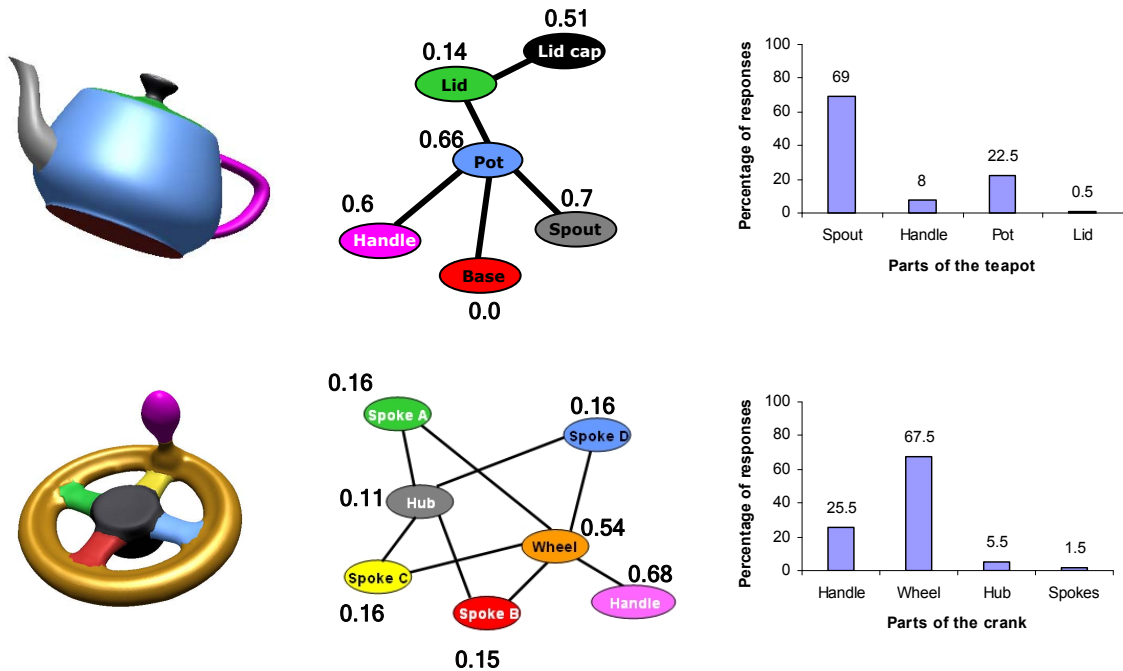 0.51
Lid cap
0.14
Lid
0.66
Pot
0.6
Handle
0.7
Spout
Base
0.0
Percentage of responses
100
80
60
40
20
0
69
8
22.5
0.5
Spout Handle Pot Lid
Parts of the teapot
0.16
Spoke A
0.16
Spoke D
0.11
Hub
0.54
Wheel
Spoke C
0.16
0.68
Handle
Spoke B
0.15
Percentage of responses
100
80
60
40
20
0
25.5
67.5
5.5
1.5
Handle Wheel Hub Spokes
Parts of the crank